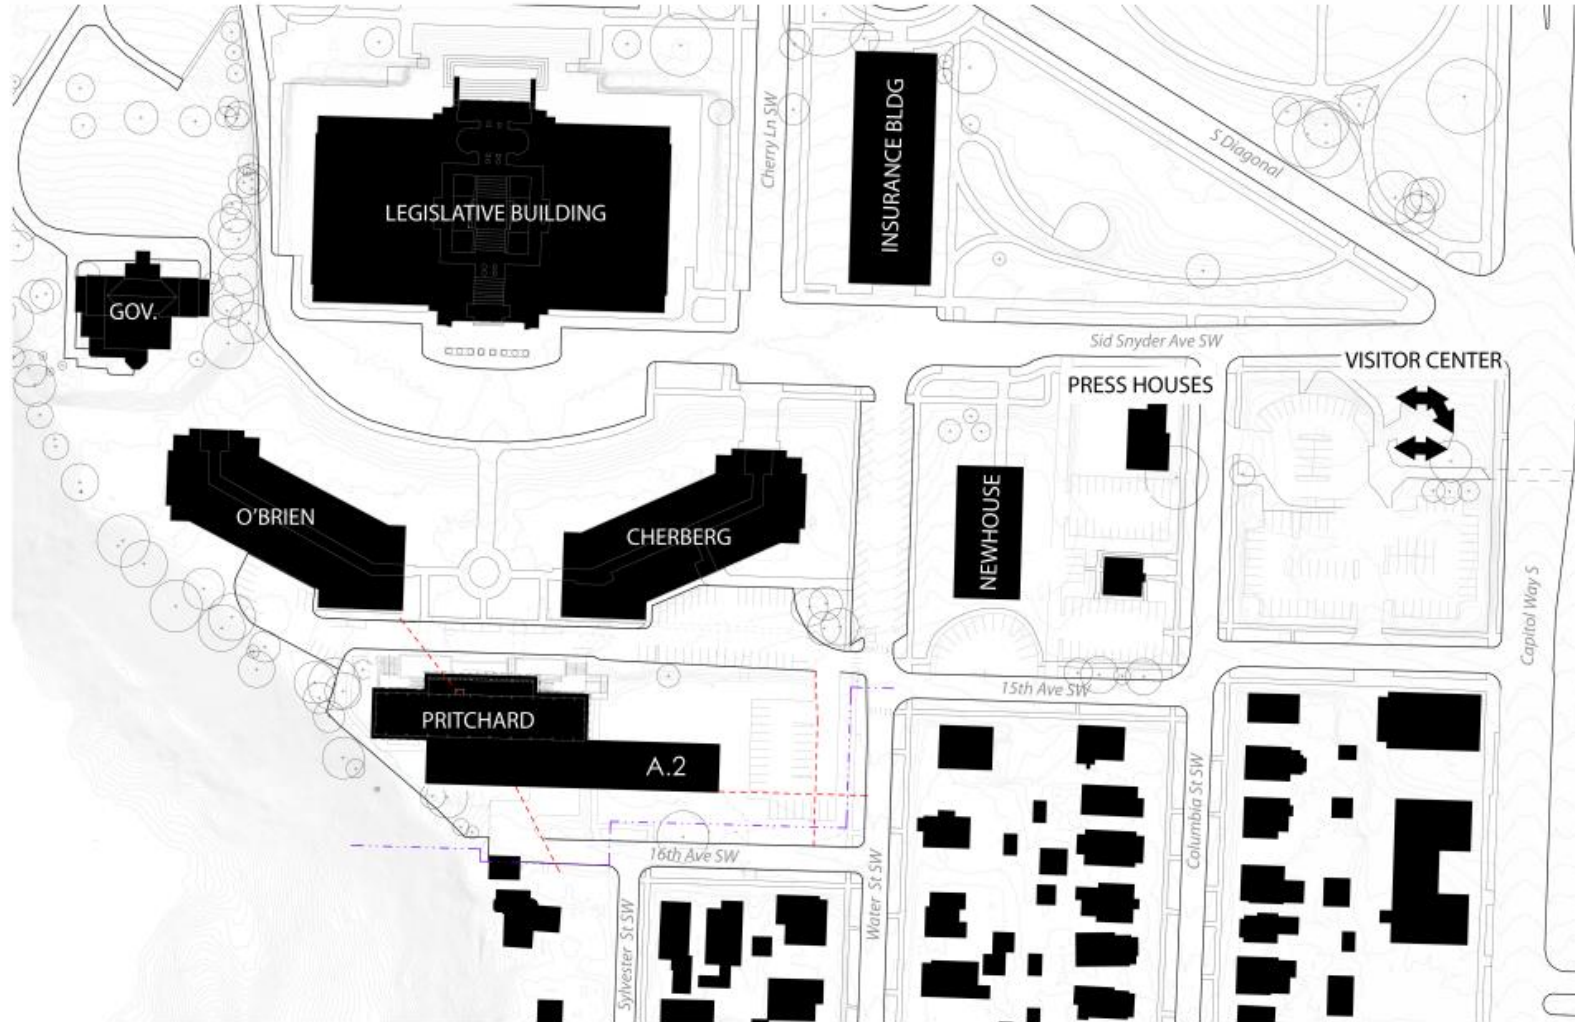 Cherry Ln SW
INSURANCE BLDG
S Diagonal
LEGISLATIVE BUILDING
GOV.
Sid Snyder Ave SW
VISITOR CENTER
PRESS HOUSES
O'BRIEN
CHERBERG
NEWHOUSE
Capitol Way S
15th Ave SW
PRITCHARD
A.2
Columbia St SW
16th Ave SW
Water St SW
Sylvester St SW